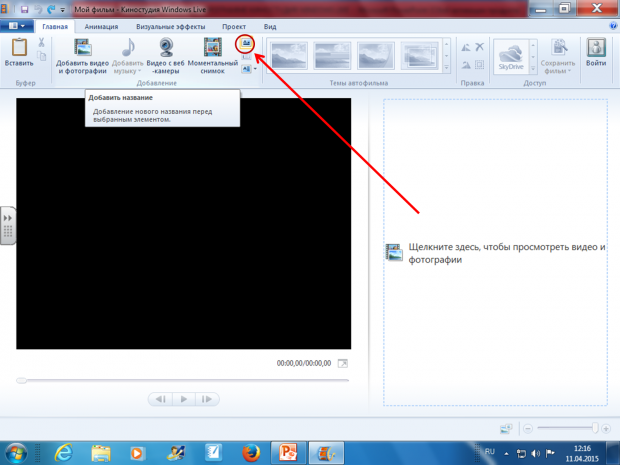 Мой фильм - Киностудия Windows Live
Главная Анимация Визуальные эффекты Проект Вид
Вставить
Добавить видео и фотографии
Добавить музыку
Видео с веб -камеры
Моментальный снимок
SkyDrive
Сохранить фильм
Войти
Буфер Добавление Темы автофильма Правка Доступ
Добавить название
Добавление нового названия перед
выбранным элементом.
Щелкните здесь, чтобы просмотреть видео и
фотографии
00:00,00/00:00,00
RU
12:16
11.04.2015